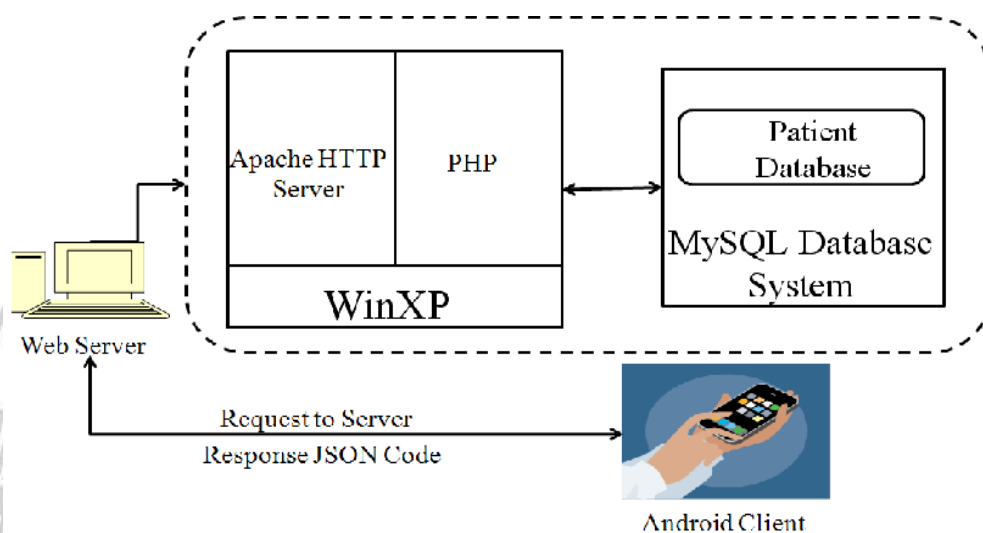 Apache HTTP
Server
PHP
WinXP
Patient
Database
MySQL Database
System
Web Server
Request to Server
Response JSON Code
Android Client